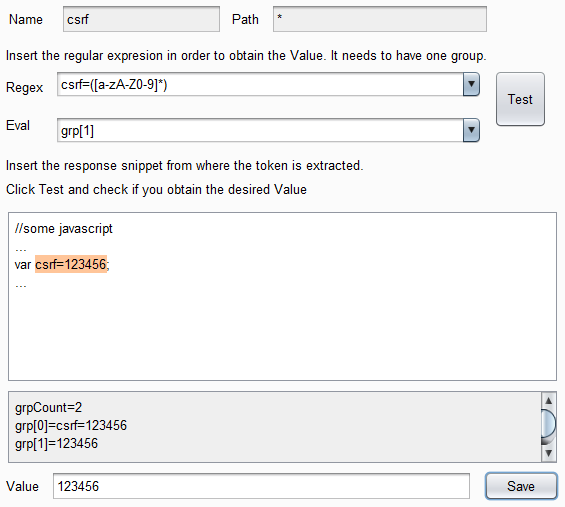 Name csrf Path *
Insert the regular expresion in order to obtain the Value. It needs to have one group.
Regex csrf=([a-zA-Z0-9]*)
Test
Eval grp[1]
Insert the response snippet from where the token is extracted.
Click Test and check if you obtain the desired Value
//some javascript
...
var csrf=123456;
...
grpCount=2
grp[0]=csrf=123456
grp[1]=123456
Value 123456 Save